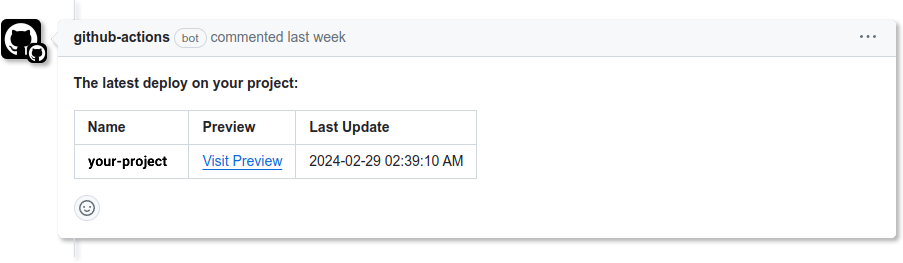 github-actions bot commented last week
The latest deploy on your project:
Name Preview Last Update
your-project Visit Preview 2024-02-29 02:39:10 AM